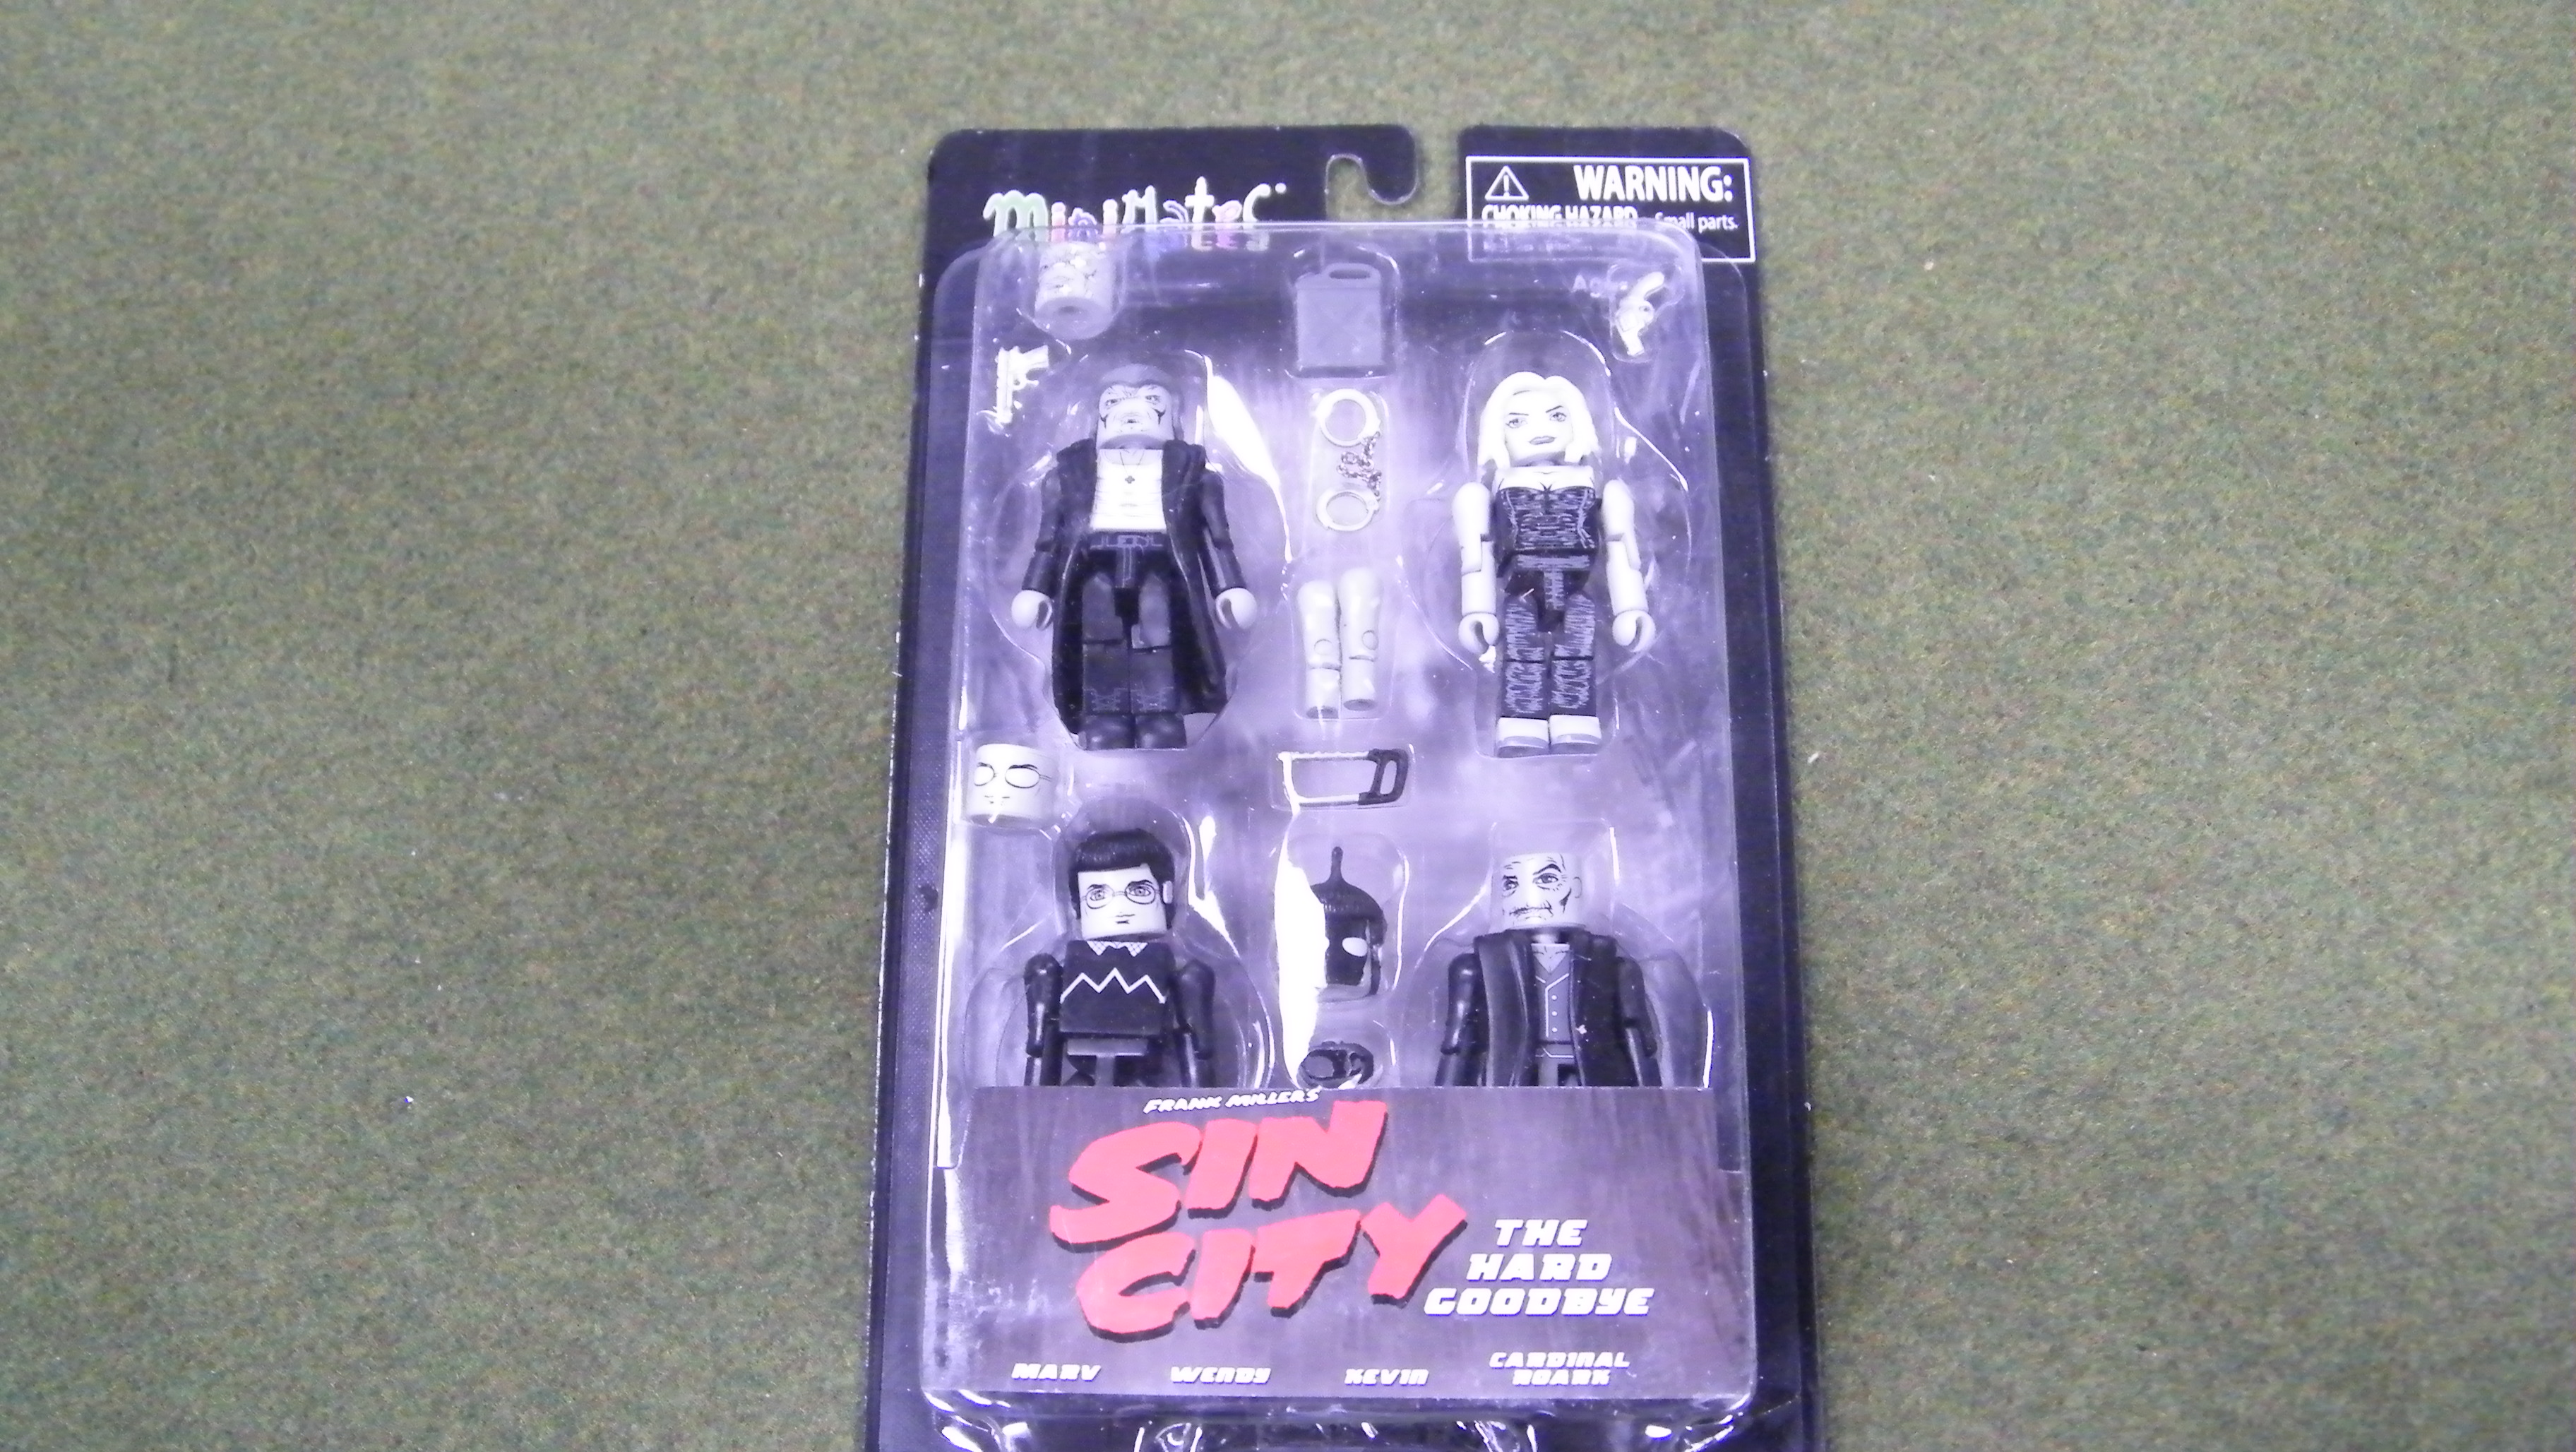 MiniMates
WARNING:
CHOKING HAZARD - Small parts.
FRANK MILLER'S
SIN
CITY
THE
HARD
GOODBYE
MARV
WENDY
KEVIN
CARDINAL
ROARK